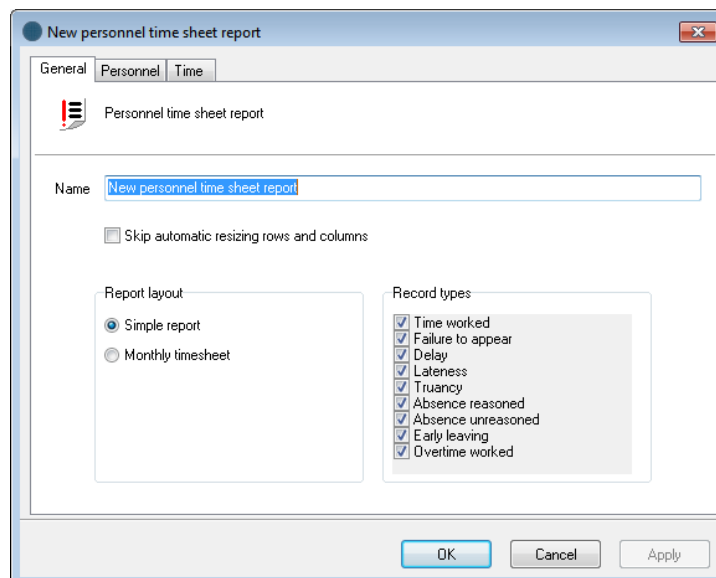 New personnel time sheet report
General Personnel Time
Personnel time sheet report
Name New personnel time sheet report
Skip automatic resizing rows and columns
Report layout
Simple report
Monthly timesheet
Record types
Time worked
Failure to appear
Delay
Lateness
Truancy
Absence reasoned
Absence unreasoned
Early leaving
Overtime worked
OK Cancel Apply